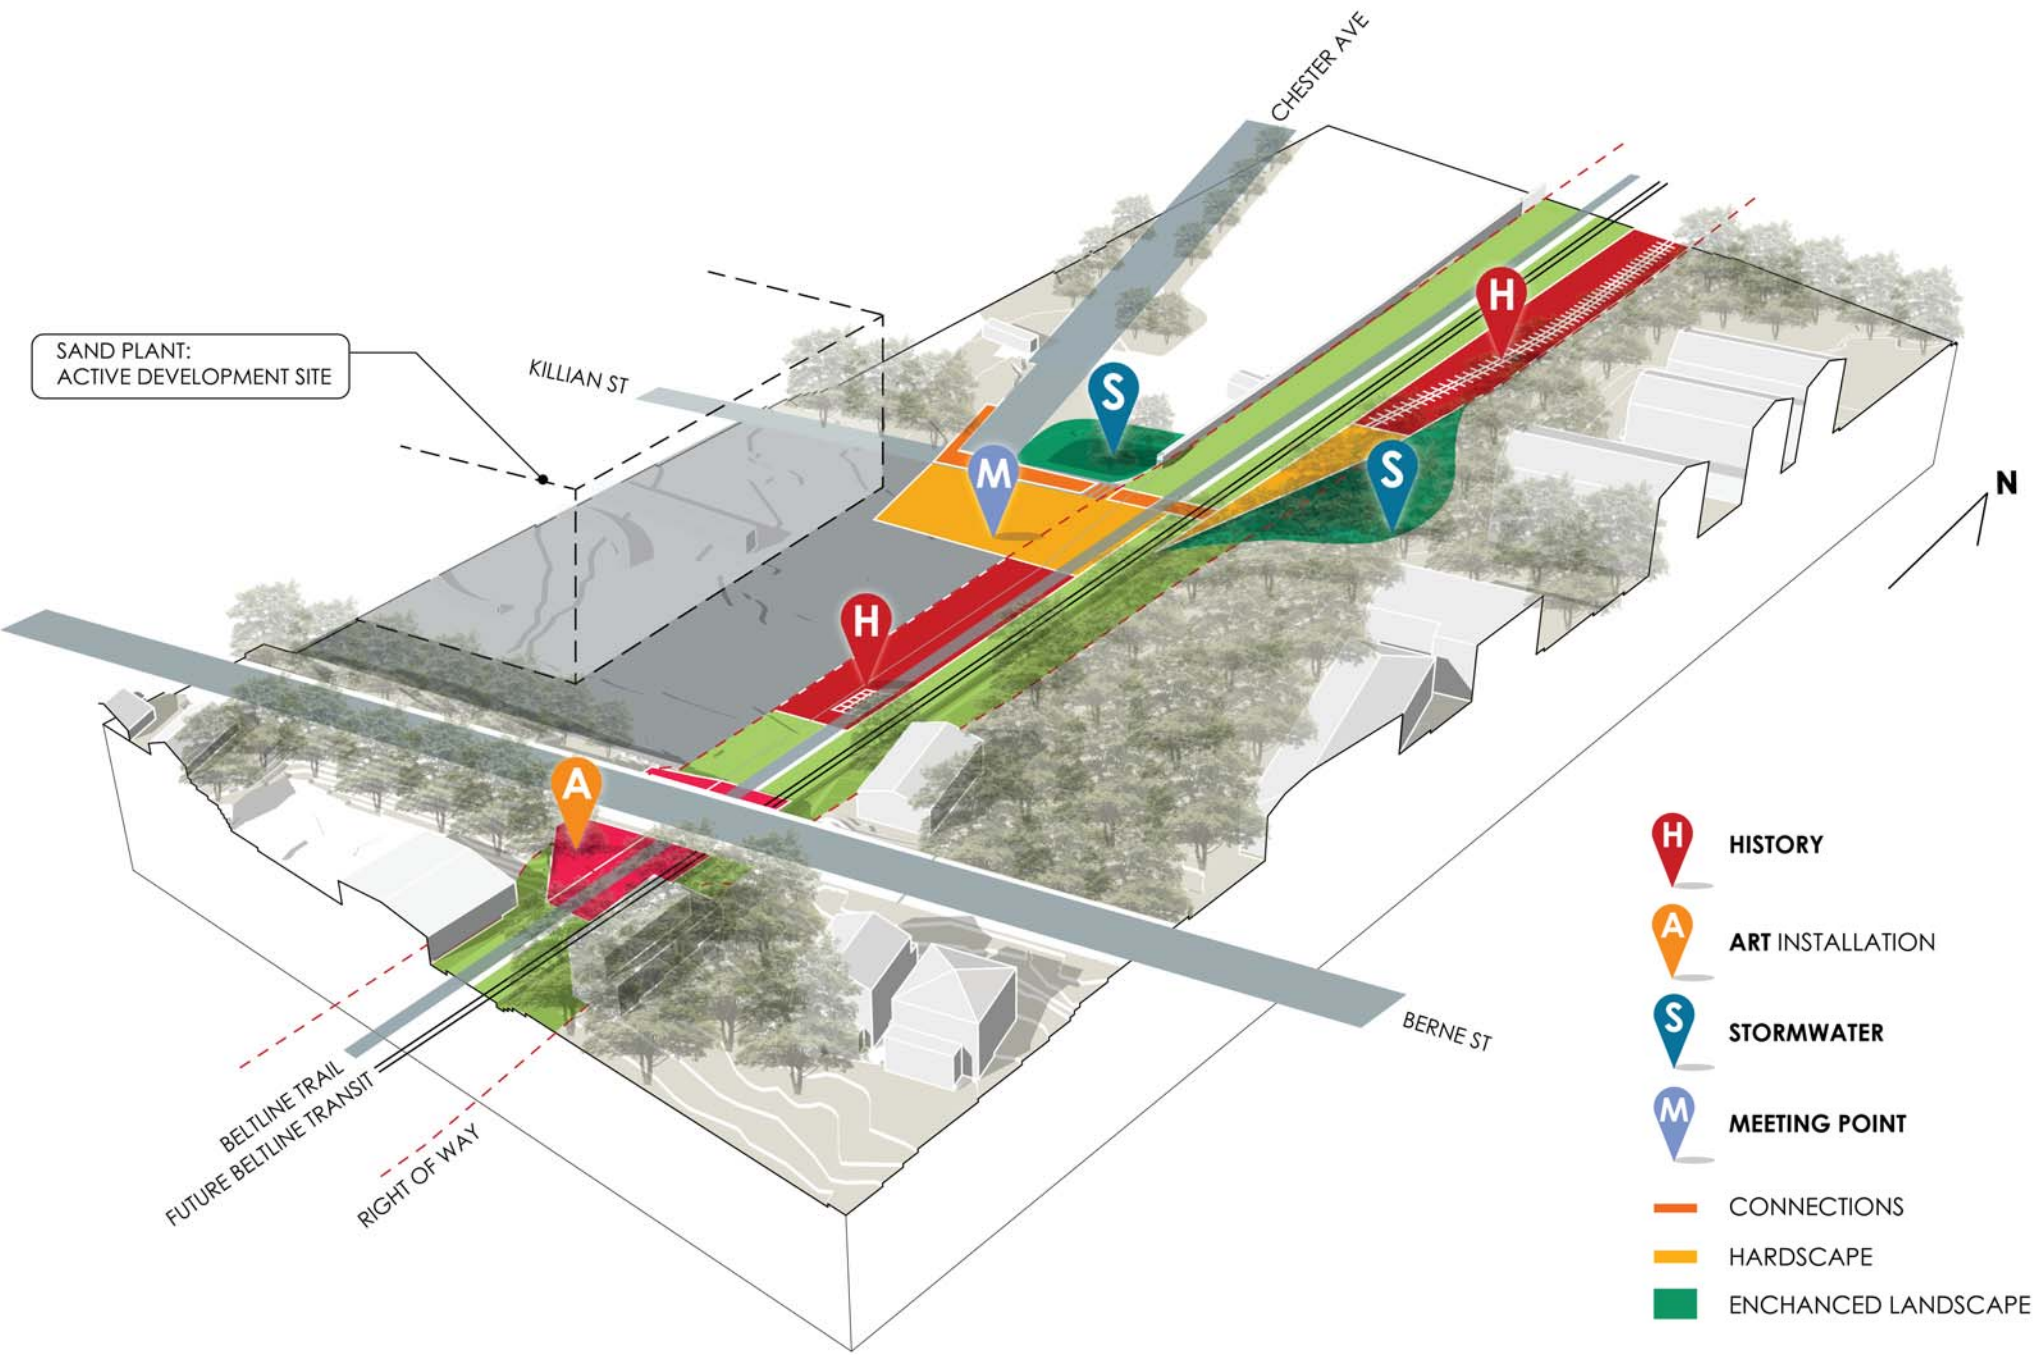 CHESTER AVE
SAND PLANT:
ACTIVE DEVELOPMENT SITE
KILLIAN ST
S
H
M
S
N
H
A
BERNE ST
BELTLINE TRAIL
FUTURE BELTLINE TRANSIT
RIGHT OF WAY
H HISTORY
A ART INSTALLATION
S STORMWATER
M MEETING POINT
CONNECTIONS
HARDSCAPE
ENCHANCED LANDSCAPE